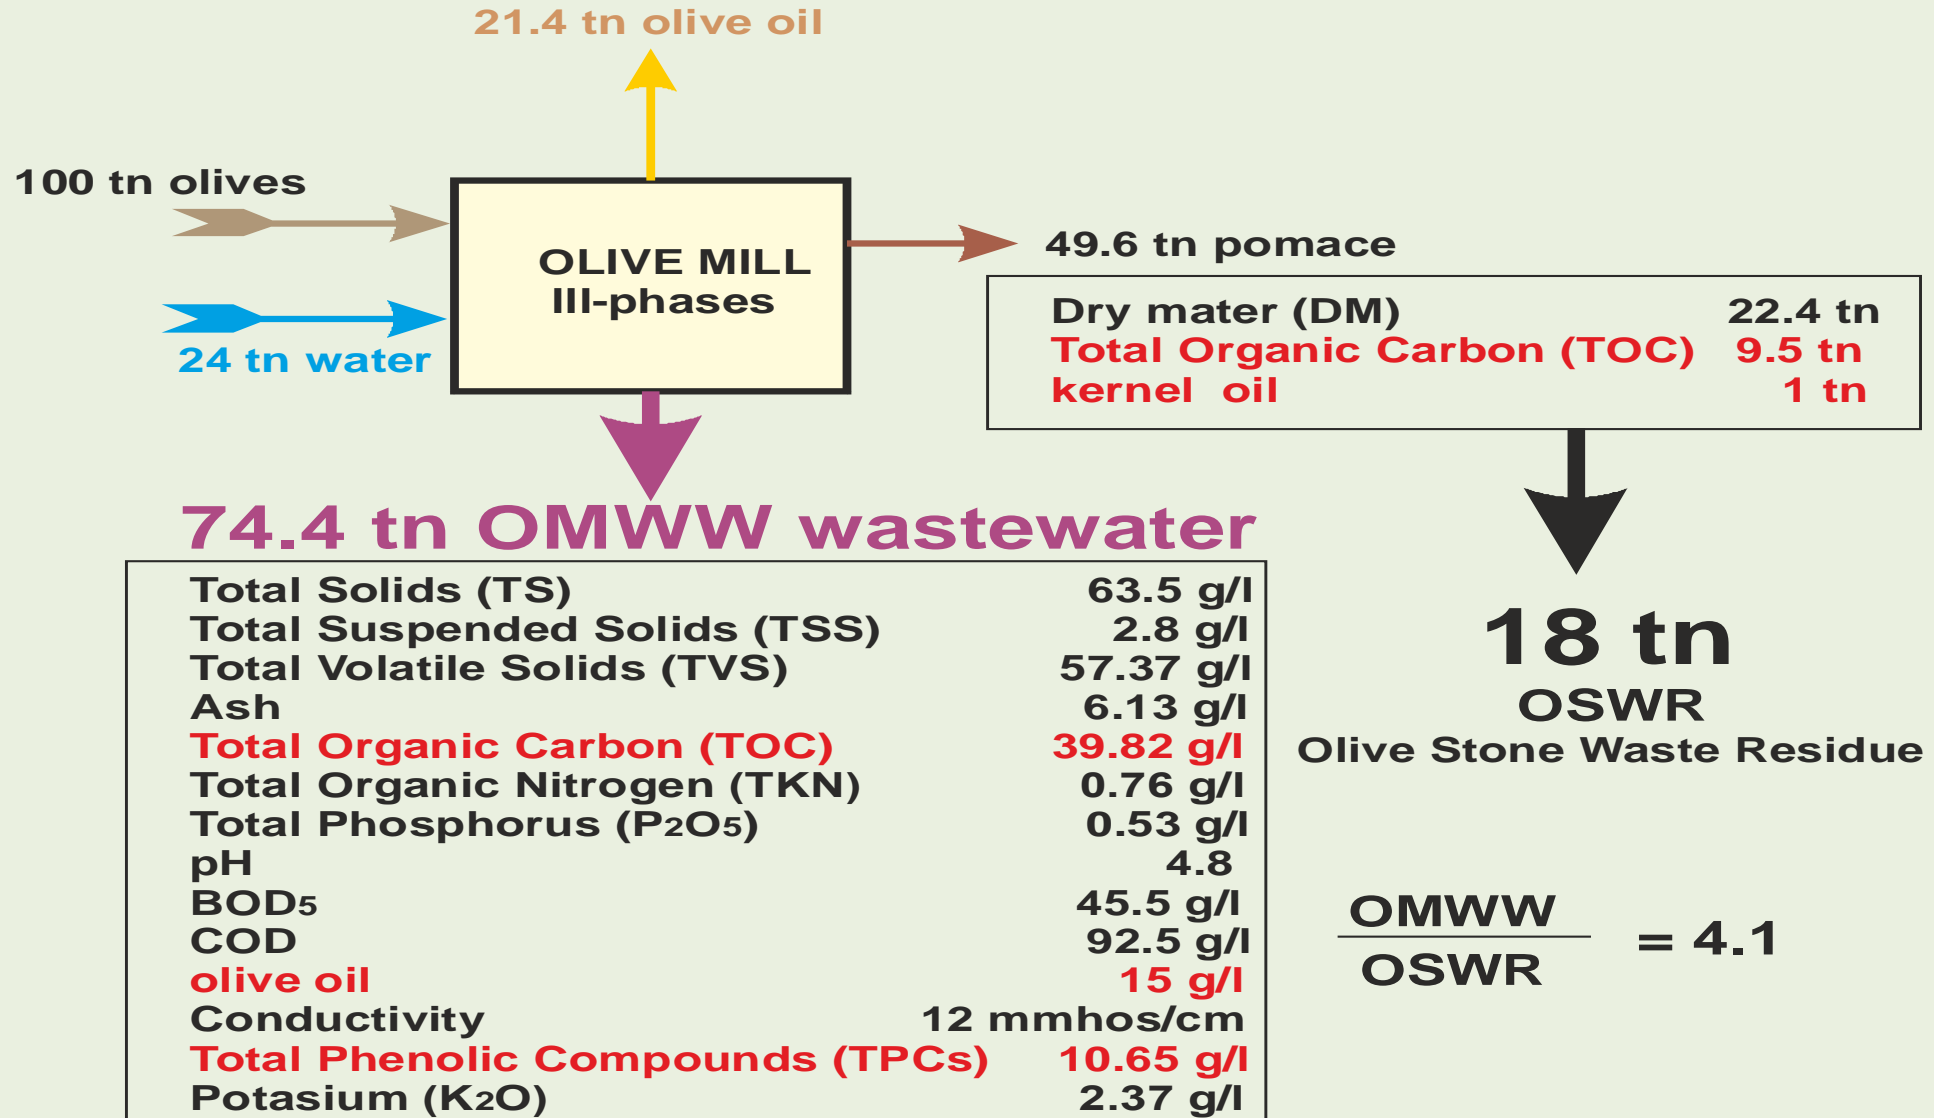 21.4 tn olive oil
100 tn olives
24 tn water
OLIVE MILL
III-phases
49.6 tn pomace
Dry mater (DM) 22.4 tn
Total Organic Carbon (TOC) 9.5 tn
kernel oil 1 tn
74.4 tn OMWW wastewater
Total Solids (TS) 63.5 g/l
Total Suspended Solids (TSS) 2.8 g/l
Total Volatile Solids (TVS) 57.37 g/l
Ash 6.13 g/l
Total Organic Carbon (TOC) 39.82 g/l
Total Organic Nitrogen (TKN) 0.76 g/l
Total Phosphorus (P2O5) 0.53 g/l
pH 4.8
BOD5 45.5 g/l
COD 92.5 g/l
olive oil 15 g/l
Conductivity 12 mmhos/cm
Total Phenolic Compounds (TPCs) 10.65 g/l
Potasium (K2O) 2.37 g/l
18 tn
OSWR
Olive Stone Waste Residue
OMWW
OSWR
= 4.1